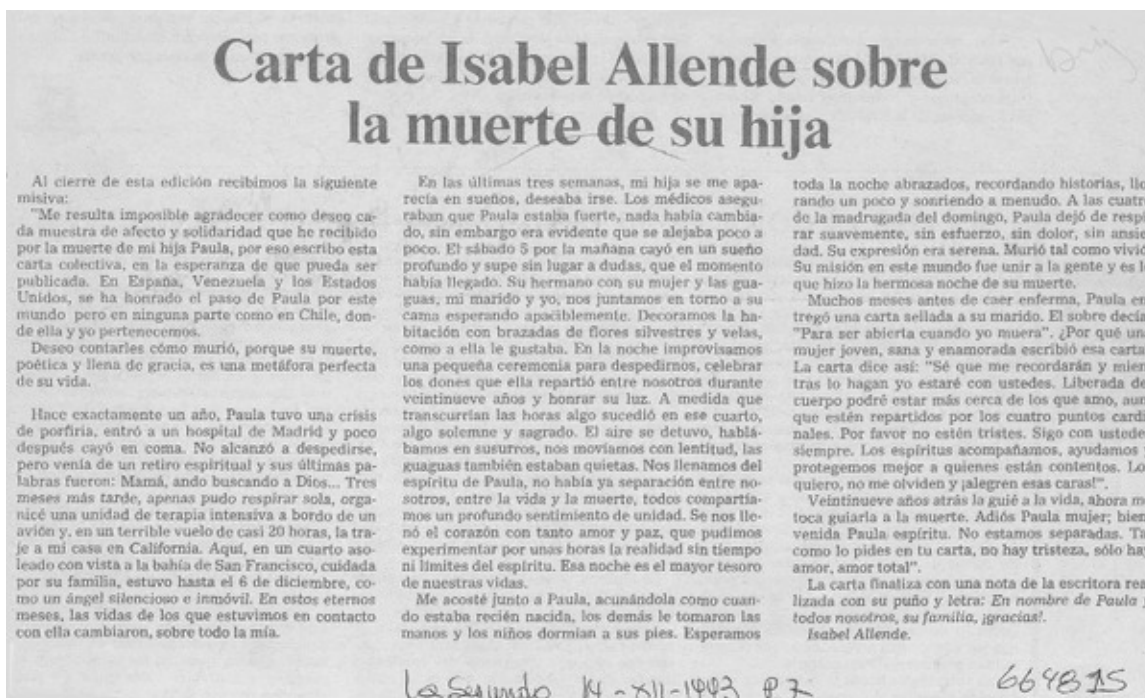 Carta de Isabel Allende sobre
la muerte de su hija
Al cierre de esta edición recibimos la siguiente
misiva:
"Me resulta imposible agradecer como deseo ca-
da muestra de afecto y solidaridad que he recibido
por la muerte de mi hija Paula, por eso escribo esta
carta colectiva, en la esperanza de que pueda ser
publicada. En España, Venezuela y los Estados
Unidos, se ha honrado el paso de Paula por este
mundo pero en ninguna parte como en Chile, don-
de ella y yo pertenecemos.
Deseo contarles cómo murió, porque su muerte,
poética y llena de gracia, es una metáfora perfecta
de su vida.
Hace exactamente un año, Paula tuvo una crisis
de porfiria, entró a un hospital de Madrid y poco
después cayó en coma. No alcanzó a despedirse,
pero venía de un retiro espiritual y sus últimas pa-
labras fueron: Mamá, ando buscando a Dios... Tres
meses más tarde, apenas pudo respirar sola, orga-
nicé una unidad de terapia intensiva a bordo de un
avión y, en un terrible vuelo de casi 20 horas, la tra-
je a mi casa en California. Aquí, en un cuarto aso-
leado con vista a la bahía de San Francisco, cuidada
por su familia, estuvo hasta el 6 de diciembre, co-
mo un ángel silencioso e inmóvil. En estos eternos
meses, las vidas de los que estuvimos en contacto
con ella cambiaron, sobre todo la mía.
En las últimas tres semanas, mi hija se me apa-
recía en sueños, deseaba irse. Los médicos asegu-
raban que Paula estaba fuerte, nada había cambia-
do, sin embargo era evidente que se alejaba poco a
poco. El sábado 5 por la mañana cayó en un sueño
profundo y supe sin lugar a dudas, que el momento
había llegado. Su hermano con su mujer y las gua-
guas, mi marido y yo, nos juntamos en torno a su
cama esperando apaciblemente. Decoramos la ha-
bitación con brazadas de flores silvestres y velas,
como a ella le gustaba. En la noche improvisamos
una pequeña ceremonia para despedirnos, celebrar
los dones que ella repartió entre nosotros durante
veintinueve años y honrar su luz. A medida que
transcurrían las horas algo sucedió en ese cuarto,
algo solemne y sagrado. El aire se detuvo, hablá-
bamos en susurros, nos movíamos con lentitud, las
guaguas también estaban quietas. Nos llenamos del
espíritu de Paula, no había ya separación entre no-
sotros, entre la vida y la muerte, todos compartía-
mos un profundo sentimiento de unidad. Se nos lle-
nó el corazón con tanto amor y paz, que pudimos
experimentar por unas horas la realidad sin tiempo
ni límites del espíritu. Esa noche es el mayor tesoro
de nuestras vidas.
Me acosté junto a Paula, acunándola como cuan-
do estaba recién nacida, los demás le tomaron las
manos y los niños dormían a sus pies. Esperamos
toda la noche abrazados, recordando historias, llo-
rando un poco y sonriendo a menudo. A las cuatro
de la madrugada del domingo, Paula dejó de respi-
rar suavemente, sin esfuerzo, sin dolor, sin ansie-
dad. Su expresión era serena. Murió tal como vivió.
Su misión en este mundo fue unir a la gente y es l
que hizo la hermosa noche de su muerte.
Muchos meses antes de caer enferma, Paula en-
tregó una carta sellada a su marido. El sobre decía
"Para ser abierta cuando yo muera". ¿Por qué un
mujer joven, sana y enamorada escribió esa carta
La carta dice así: "Sé que me recordarán y mien-
tras lo hagan yo estaré con ustedes. Liberada de
cuerpo podré estar más cerca de los que amo, aun-
que estén repartidos por los cuatro puntos cardi-
nales. Por favor no estén tristes. Sigo con ustedes
siempre. Los espíritus acompañamos, ayudamos
protegemos mejor a quienes están contentos. Lo
quiero, no me olviden y ¡alegren esas caras!".
Veintinueve años atrás la guié a la vida, ahora m
toca guiarla a la muerte. Adiós Paula mujer; bien-
venida Paula espíritu. No estamos separadas. Ta
como lo pides en tu carta, no hay tristeza, sólo ha
amor, amor total".
La carta finaliza con una nota de la escritora rea-
lizada con su puño y letra: En nombre de Paula
todos nosotros, su familia, ¡gracias!.
Isabel Allende.
La Segunda 14-XII-1993 P.7